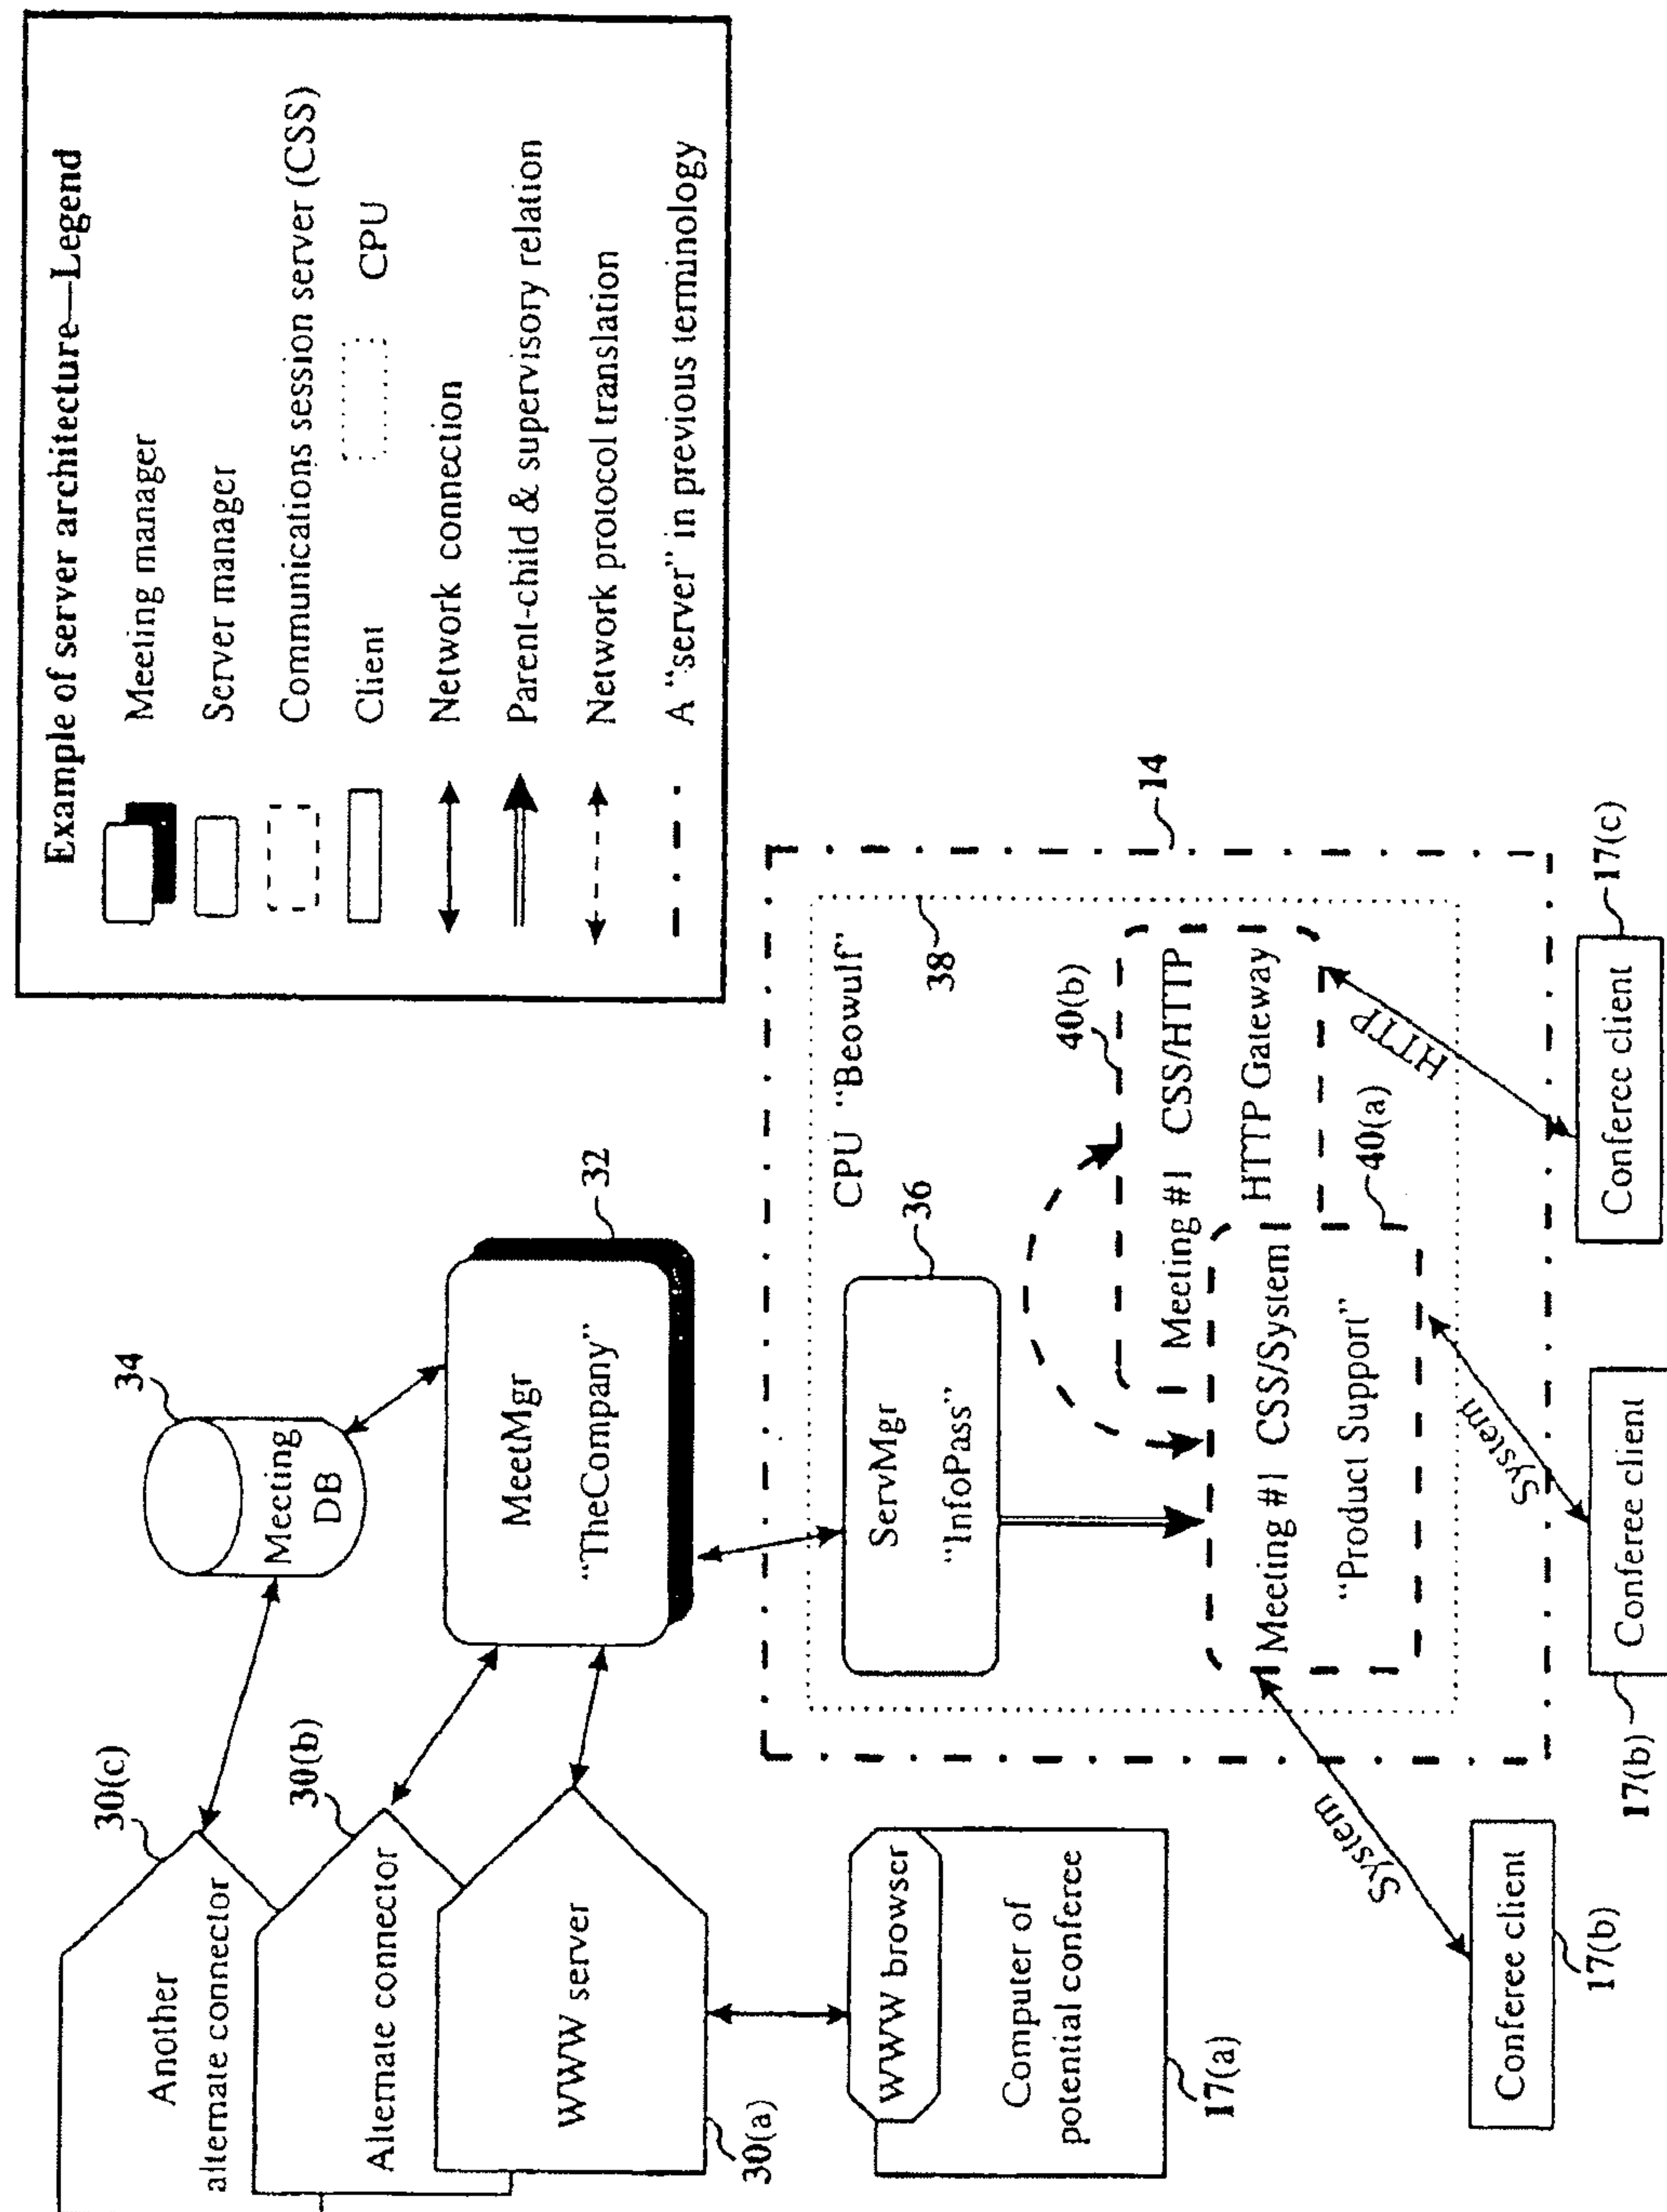 Example of server architecture—Legend
Meeting manager
Server manager
Communications session server (CSS)
Client
CPU
Network connection
Parent-child & supervisory relation
Network protocol translation
A “server” in previous terminology
30(c)
Another
alternate connector
30(b)
Alternate connector
WWW server
30(a)
34
Meeting
DB
32
MeetMgr
“TheCompany”
WWW browser
Computer of
potential conferee
17(a)
14
38
CPU “Beowulf”
36
ServMgr
“InfoPass”
40(b)
Meeting #1 CSS/HTTP
HTTP Gateway
Meeting #1 CSS/System
“Product Support”
40(a)
System
System
HTTP
Conferee client
17(b)
Conferee client
17(b)
Conferee client
17(c)